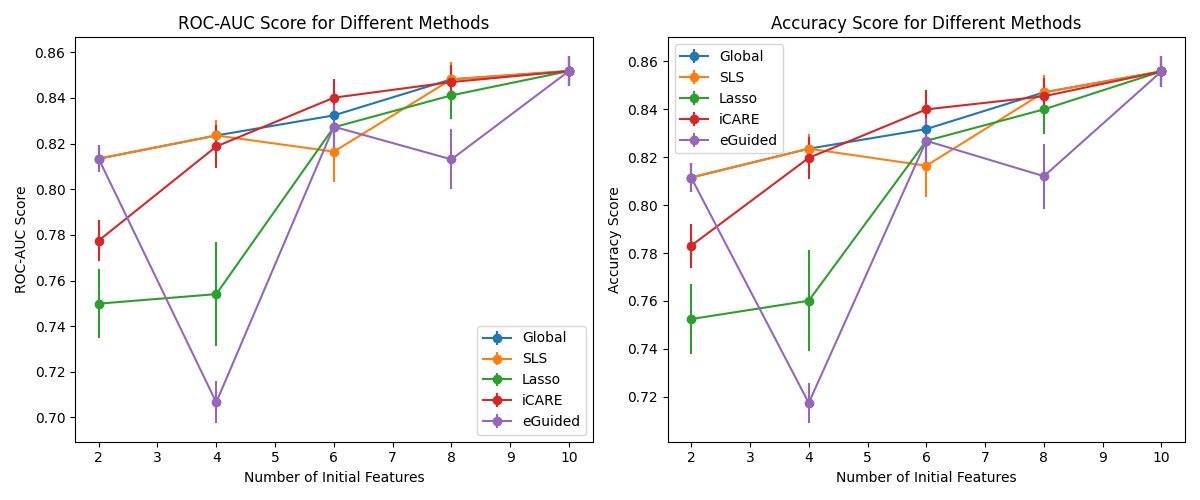 ROC-AUC Score for Different Methods
ROC-AUC Score
0.86
0.84
0.82
0.80
0.78
0.76
0.74
0.72
0.70
2 3 4 5 6 7 8 9 10
Number of Initial Features
Global
SLS
Lasso
iCARE
eGuided
Accuracy Score for Different Methods
Accuracy Score
0.86
0.84
0.82
0.80
0.78
0.76
0.74
0.72
2 3 4 5 6 7 8 9 10
Number of Initial Features
Global
SLS
Lasso
iCARE
eGuided